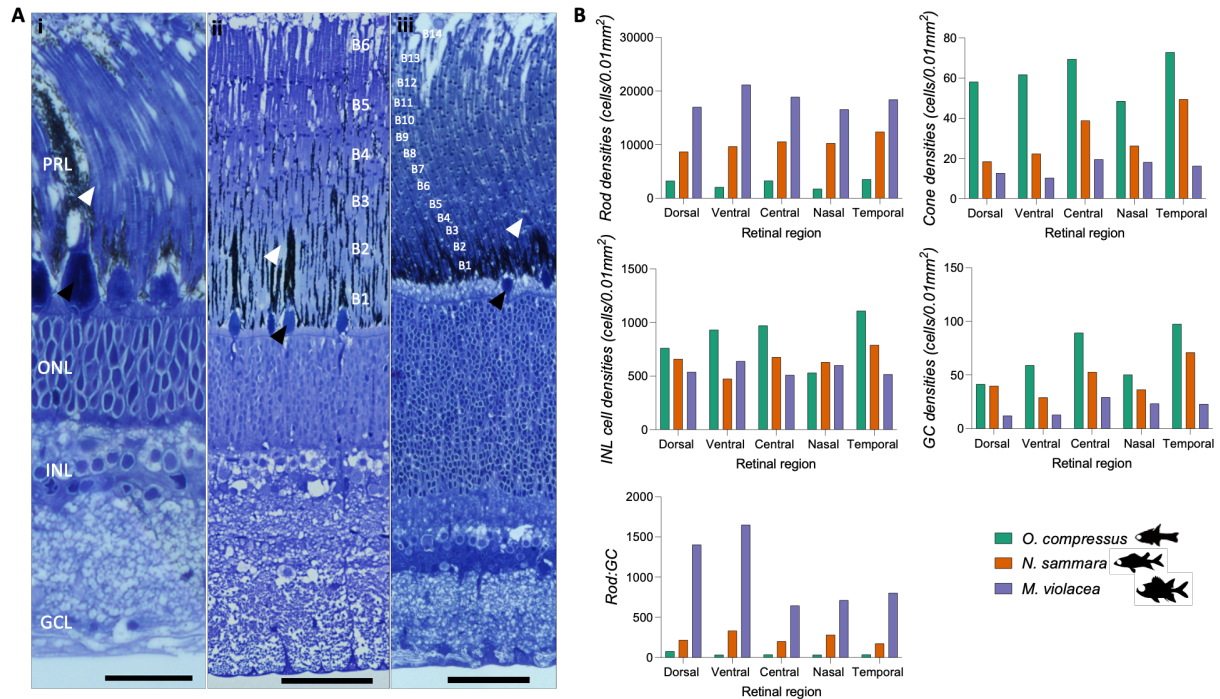 A
i
ii
iii
PRL
ONL
INL
GCL
B6
B5
B4
B3
B2
B1
B14
B13
B12
B11
B10
B9
B8
B7
B6
B5
B4
B3
B2
B1
B
Rod densities (cells/0.01mm²)
30000
20000
10000
0
Dorsal Ventral Central Nasal Temporal
Retinal region
Cone densities (cells/0.01mm²)
80
60
40
20
0
Dorsal Ventral Central Nasal Temporal
Retinal region
INL cell densities (cells/0.01mm²)
1500
1000
500
0
Dorsal Ventral Central Nasal Temporal
Retinal region
GC densities (cells/0.01mm²)
150
100
50
0
Dorsal Ventral Central Nasal Temporal
Retinal region
Rod:GC
2000
1500
1000
500
0
Dorsal Ventral Central Nasal Temporal
Retinal region
O. compressus
N. sammara
M. violacea